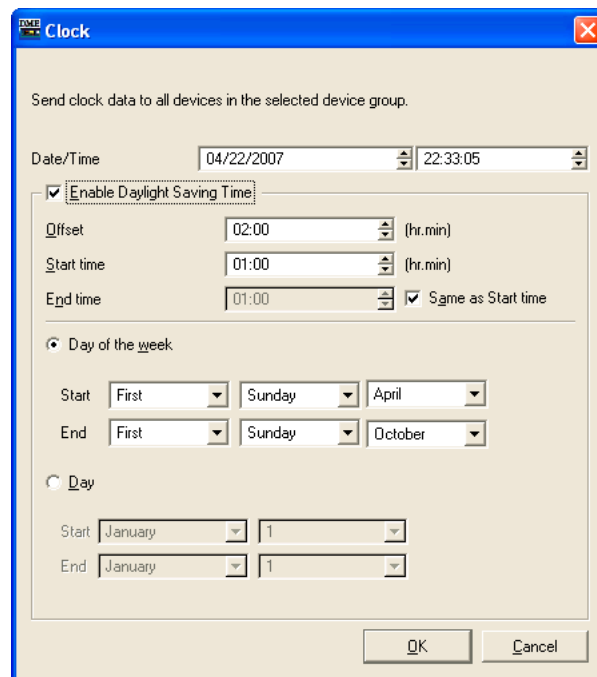 TIME
Clock
Send clock data to all devices in the selected device group.
Date/Time 04/22/2007 22:33:05
Enable Daylight Saving Time
Offset 02:00 (hr.min)
Start time 01:00 (hr.min)
End time 01:00 Same as Start time
Day of the week
Start First Sunday April
End First Sunday October
Day
Start January 1
End January 1
OK Cancel